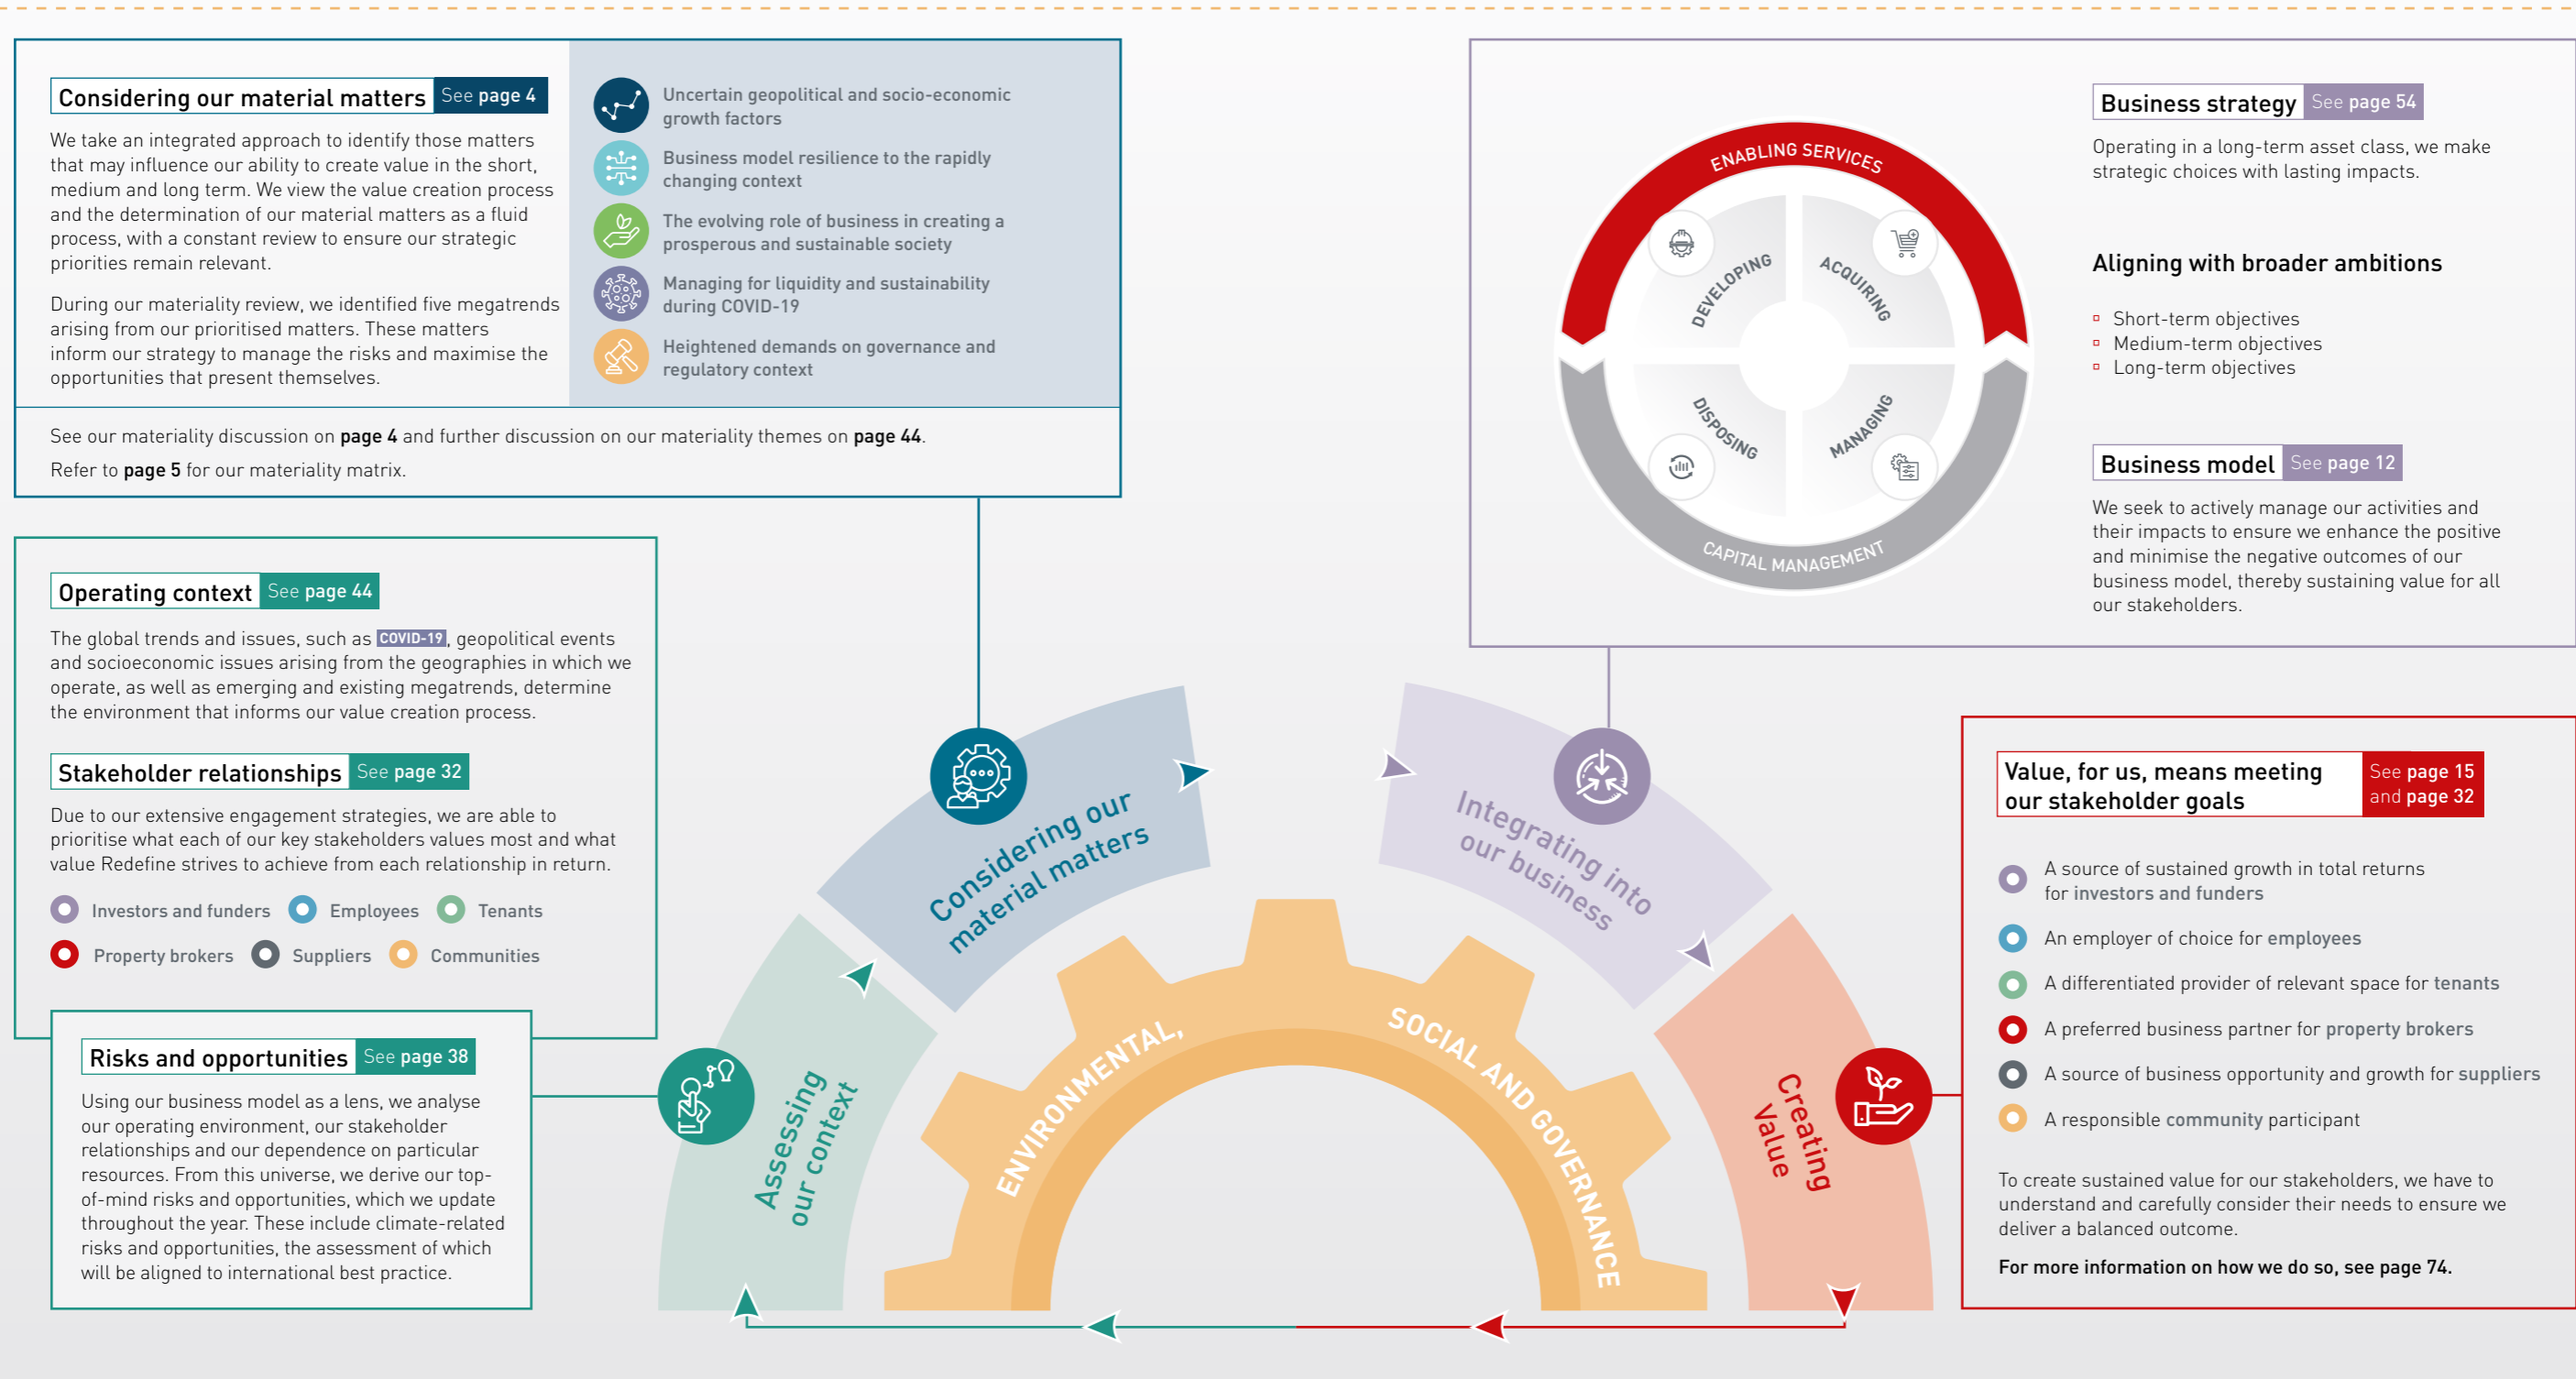 Considering our material matters See page 4
We take an integrated approach to identify those matters
that may influence our ability to create value in the short,
medium and long term. We view the value creation process
and the determination of our material matters as a fluid
process, with a constant review to ensure our strategic
priorities remain relevant.
During our materiality review, we identified five megatrends
arising from our prioritised matters. These matters
inform our strategy to manage the risks and maximise the
opportunities that present themselves.
Uncertain geopolitical and socio-economic
growth factors
Business model resilience to the rapidly
changing context
The evolving role of business in creating a
prosperous and sustainable society
Managing for liquidity and sustainability
during COVID-19
Heightened demands on governance and
regulatory context
See our materiality discussion on page 4 and further discussion on our materiality themes on page 44.
Refer to page 5 for our materiality matrix.
Operating context See page 44
The global trends and issues, such as COVID-19, geopolitical events
and socioeconomic issues arising from the geographies in which we
operate, as well as emerging and existing megatrends, determine
the environment that informs our value creation process.
Stakeholder relationships See page 32
Due to our extensive engagement strategies, we are able to
prioritise what each of our key stakeholders values most and what
value Redefine strives to achieve from each relationship in return.
Investors and funders Employees Tenants
Property brokers Suppliers Communities
Risks and opportunities See page 38
Using our business model as a lens, we analyse
our operating environment, our stakeholder
relationships and our dependence on particular
resources. From this universe, we derive our top-
of-mind risks and opportunities, which we update
throughout the year. These include climate-related
risks and opportunities, the assessment of which
will be aligned to international best practice.
Assessing
our context
Considering our
material matters
Integrating into
our business
Creating
Value
ENVIRONMENTAL,
SOCIAL AND GOVERNANCE
ENABLING SERVICES
DEVELOPING
ACQUIRING
DISPOSING
MANAGING
CAPITAL MANAGEMENT
Business strategy See page 54
Operating in a long-term asset class, we make
strategic choices with lasting impacts.
Aligning with broader ambitions
Short-term objectives
Medium-term objectives
Long-term objectives
Business model See page 12
We seek to actively manage our activities and
their impacts to ensure we enhance the positive
and minimise the negative outcomes of our
business model, thereby sustaining value for all
our stakeholders.
Value, for us, means meeting
our stakeholder goals
See page 15
and page 32
A source of sustained growth in total returns
for investors and funders
An employer of choice for employees
A differentiated provider of relevant space for tenants
A preferred business partner for property brokers
A source of business opportunity and growth for suppliers
A responsible community participant
To create sustained value for our stakeholders, we have to
understand and carefully consider their needs to ensure we
deliver a balanced outcome.
For more information on how we do so, see page 74.